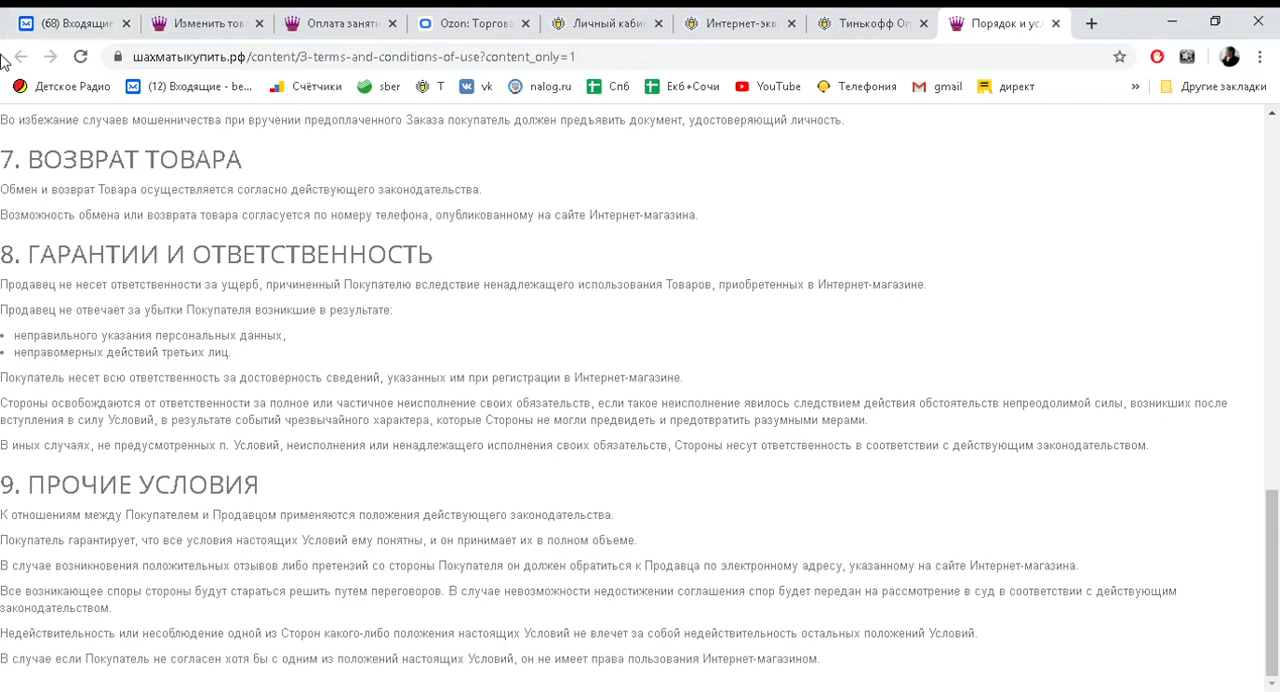 (68) Входящие
Изменить тов
Оплата заняти
Ozon: Торгова
Личный каби
Интернет-экв
Тинькофф Оп
Порядок и усл
шахматыкупить.рф/content/3-terms-and-conditions-of-use?content_only=1
Детское Радио
(12) Входящие - be...
Счётчики
sber
T
vk
nalog.ru
Спб
Екб+Сочи
YouTube
Телефония
gmail
директ
»
Другие закладки
Во избежание случаев мошенничества при вручении предоплаченного Заказа покупатель должен предъявить документ, удостоверяющий личность.
7. ВОЗВРАТ ТОВАРА
Обмен и возврат Товара осуществляется согласно действующего законодательства.
Возможность обмена или возврата товара согласуется по номеру телефона, опубликованному на сайте Интернет-магазина.
8. ГАРАНТИИ И ОТВЕТСТВЕННОСТЬ
Продавец не несет ответственности за ущерб, причиненный Покупателю вследствие ненадлежащего использования Товаров, приобретенных в Интернет-магазине.
Продавец не отвечает за убытки Покупателя возникшие в результате:
• неправильного указания персональных данных,
• неправомерных действий третьих лиц.
Покупатель несет всю ответственность за достоверность сведений, указанных им при регистрации в Интернет-магазине.
Стороны освобождаются от ответственности за полное или частичное неисполнение своих обязательств, если такое неисполнение явилось следствием действия обстоятельств непреодолимой силы, возникших после
вступления в силу Условий, в результате событий чрезвычайного характера, которые Стороны не могли предвидеть и предотвратить разумными мерами.
В иных случаях, не предусмотренных п. Условий, неисполнения или ненадлежащего исполнения своих обязательств, Стороны несут ответственность в соответствии с действующим законодательством.
9. ПРОЧИЕ УСЛОВИЯ
К отношениям между Покупателем и Продавцом применяются положения действующего законодательства.
Покупатель гарантирует, что все условия настоящих Условий ему понятны, и он принимает их в полном объеме.
В случае возникновения положительных отзывов либо претензий со стороны Покупателя он должен обратиться к Продавца по электронному адресу, указанному на сайте Интернет-магазина.
Все возникающее споры стороны будут стараться решить путем переговоров. В случае невозможности недостижении соглашения спор будет передан на рассмотрение в суд в соответствии с действующим
законодательством.
Недействительность или несоблюдение одной из Сторон какого-либо положения настоящих Условий не влечет за собой недействительность остальных положений Условий.
В случае если Покупатель не согласен хотя бы с одним из положений настоящих Условий, он не имеет права пользования Интернет-магазином.